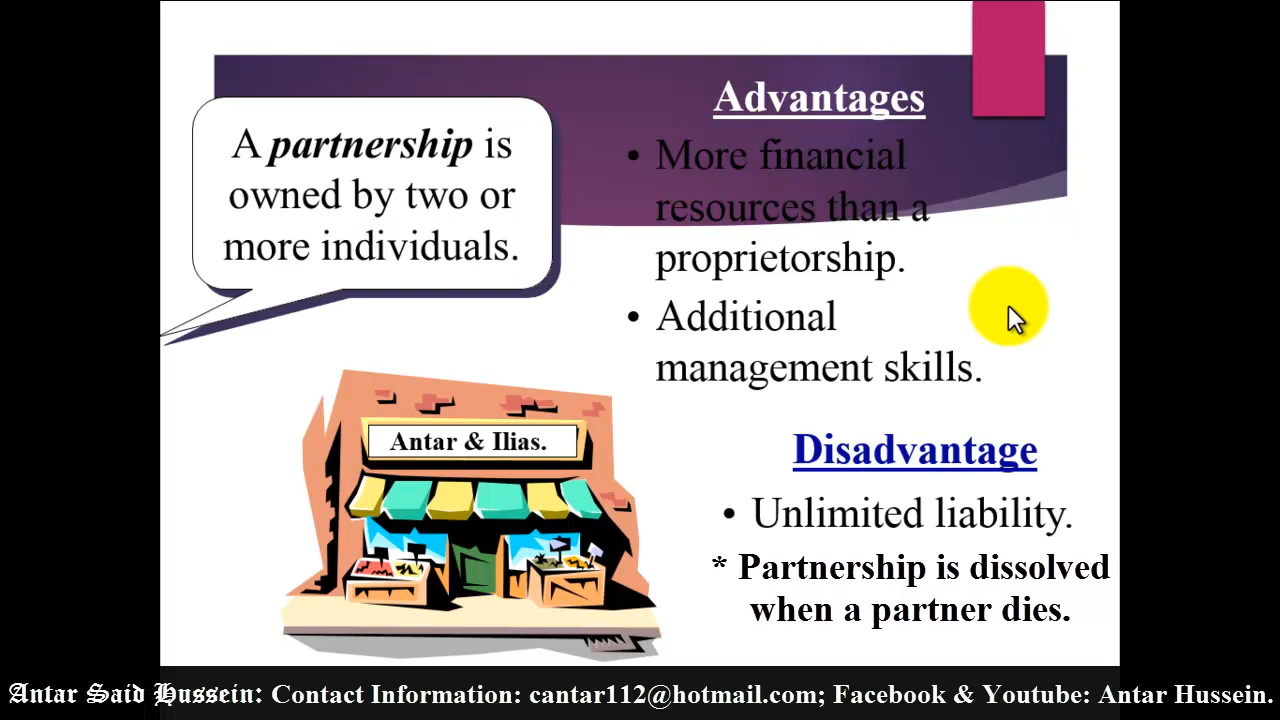 A partnership is
owned by two or
more individuals.
Advantages
• More financial
resources than a
proprietorship.
• Additional
management skills.
Antar & Ilias.
Disadvantage
• Unlimited liability.
* Partnership is dissolved
when a partner dies.
Antar Said Hussein: Contact Information: cantar112@hotmail.com; Facebook & Youtube: Antar Hussein.